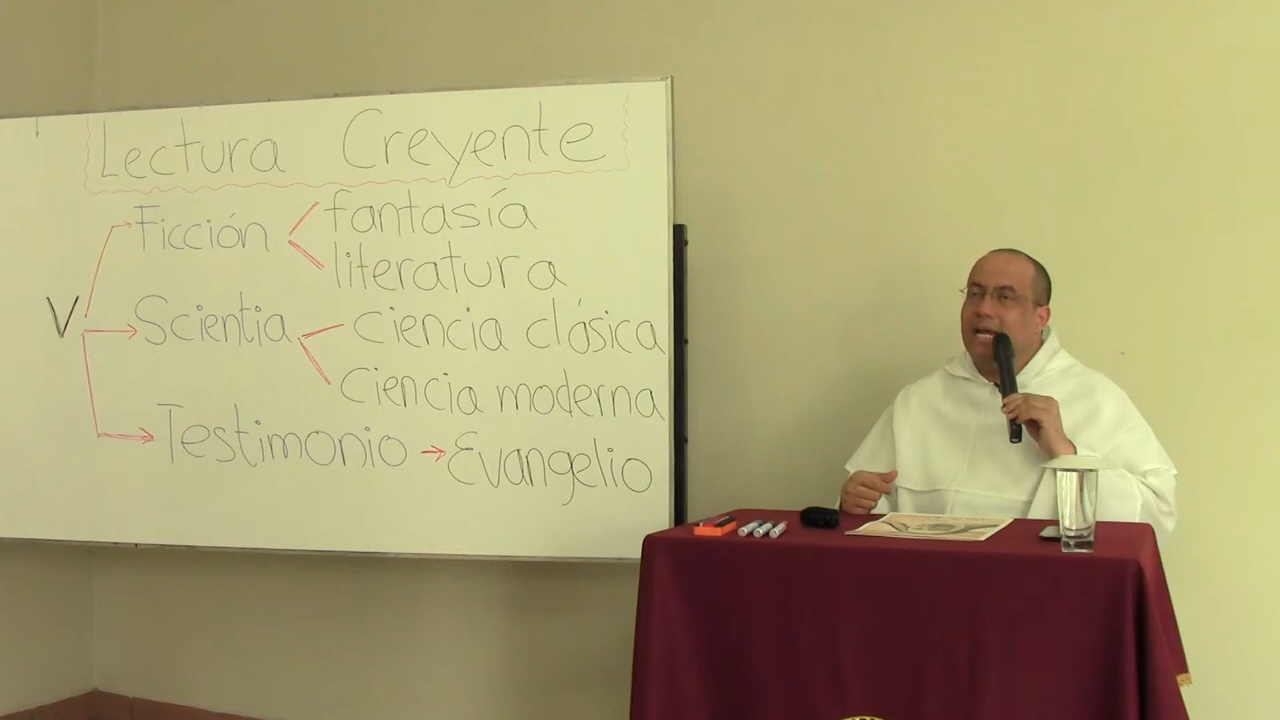 Lectura Creyente
Ficción
fantasía
literatura
V
Scientia
ciencia clásica
ciencia moderna
Testimonio → Evangelio